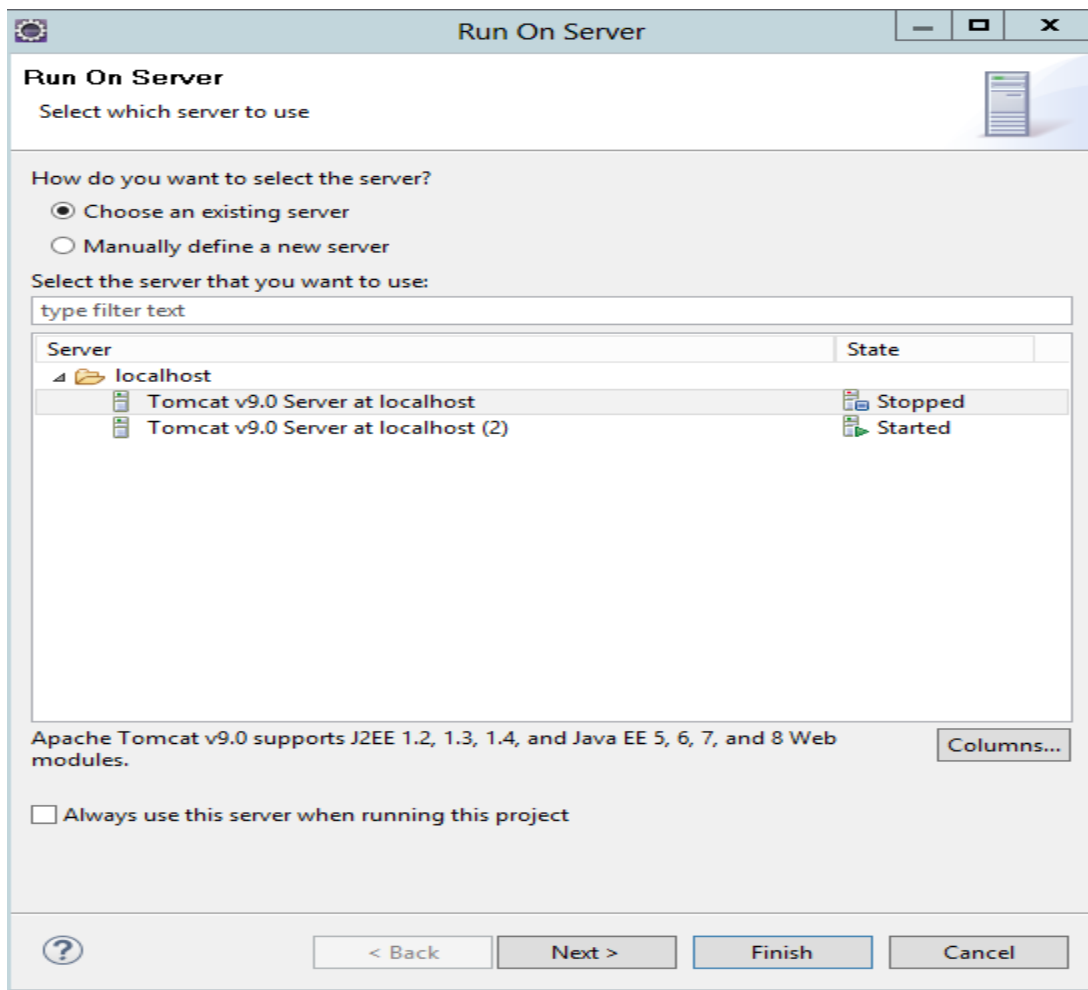 Run On Server
Run On Server
Select which server to use
How do you want to select the server?
Choose an existing server
Manually define a new server
Select the server that you want to use:
type filter text
Server State
localhost
Tomcat v9.0 Server at localhost Stopped
Tomcat v9.0 Server at localhost (2) Started
Apache Tomcat v9.0 supports J2EE 1.2, 1.3, 1.4, and Java EE 5, 6, 7, and 8 Web
modules.
Columns...
Always use this server when running this project
? < Back Next > Finish Cancel